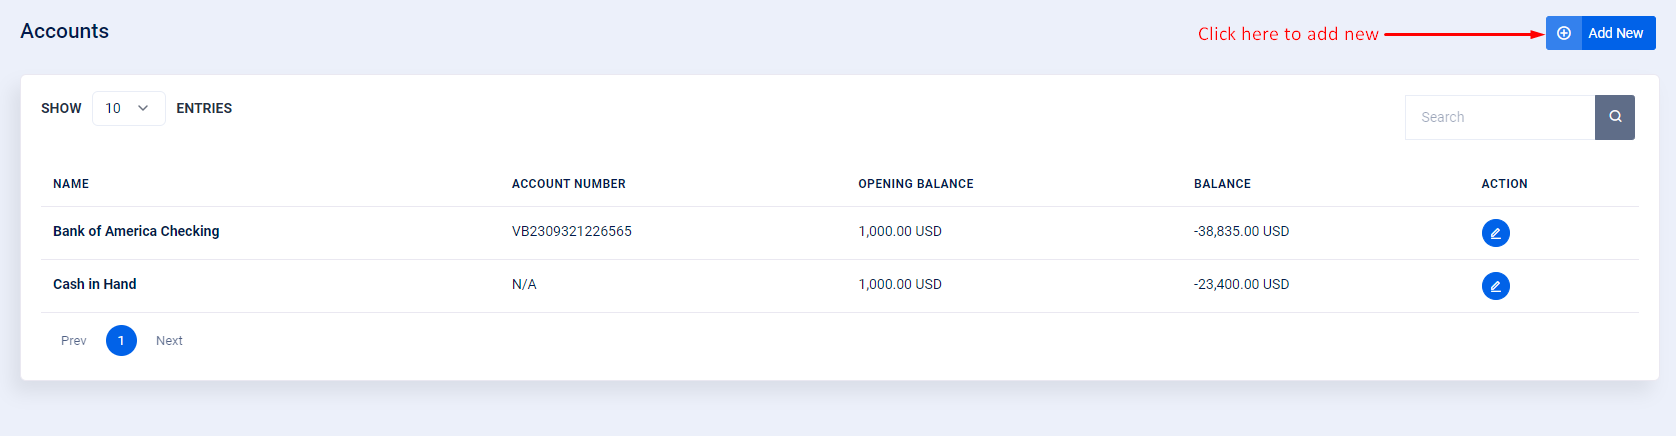 Accounts
Click here to add new
Add New
SHOW 10 ENTRIES
Search
NAME ACCOUNT NUMBER OPENING BALANCE BALANCE ACTION
Bank of America Checking VB2309321226565 1,000.00 USD -38,835.00 USD
Cash in Hand N/A 1,000.00 USD -23,400.00 USD
Prev 1 Next